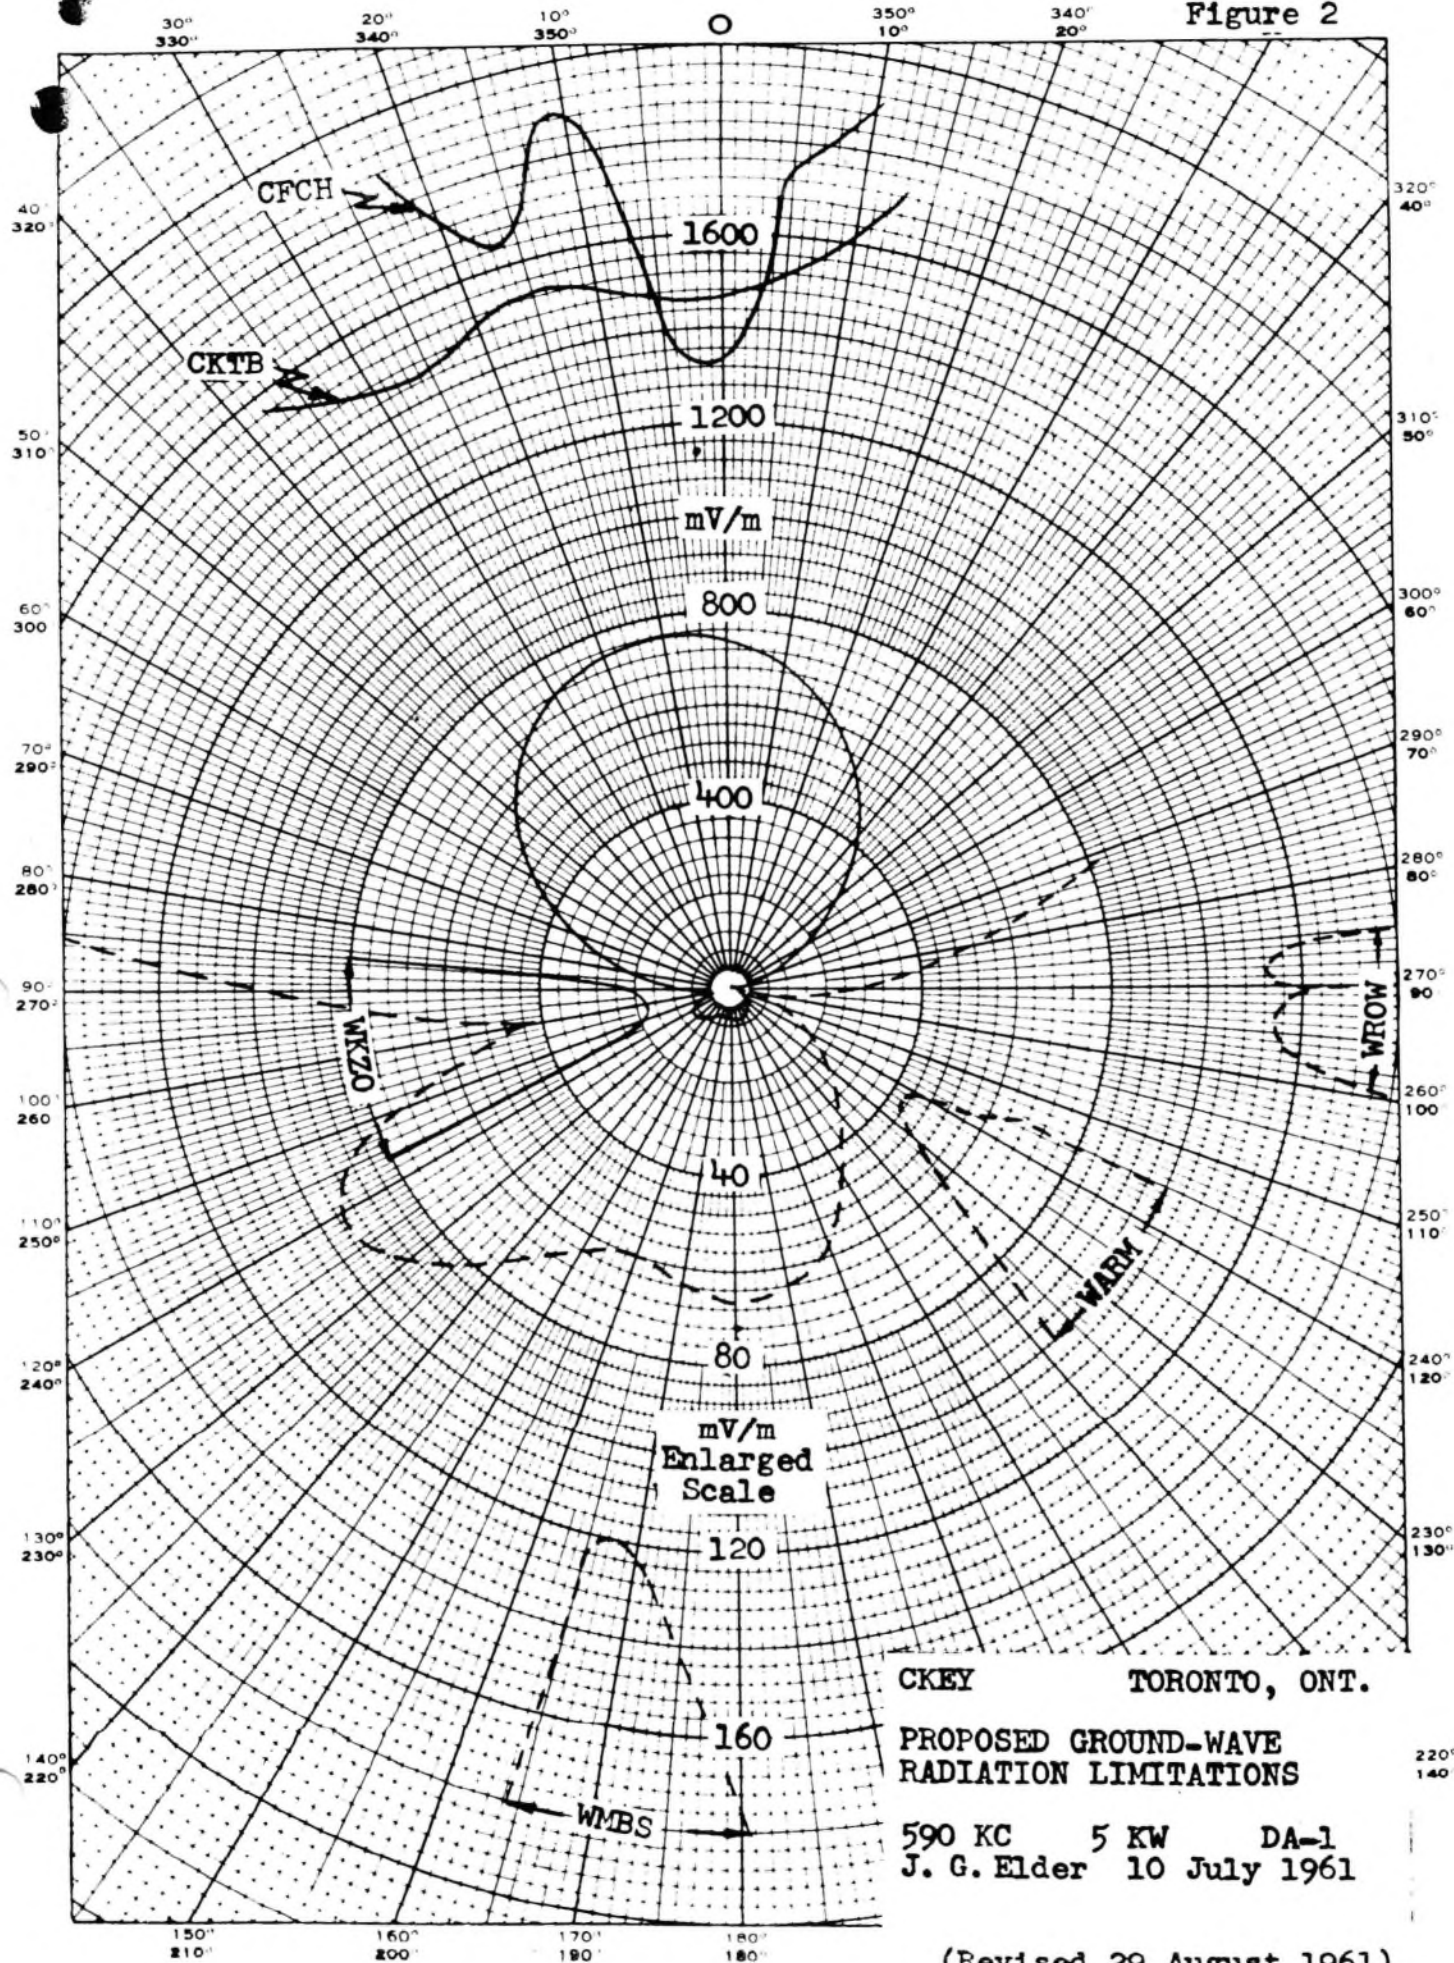 Figure 2
30° 20° 10° 0 350° 340°
330° 340° 350° 10° 20°
CFCH
320°
40°
40°
320°
1600
CKTB
1200
310°
50°
50°
310°
mV/m
800
300°
60°
60°
300
290°
70°
70°
290°
400
280°
80°
80°
280°
90
270°
270°
90
WKZO
WROW
100°
260
260°
100
40
250°
110°
110°
250°
WARM
80
240°
120°
120°
240°
mV/m
Enlarged
Scale
120
230°
130°
130°
230°
CKEY TORONTO, ONT.
160
PROPOSED GROUND-WAVE
RADIATION LIMITATIONS
140°
220°
220°
140
WMBS
590 KC 5 KW DA-1
J. G. Elder 10 July 1961
150° 160° 170° 180°
210° 200° 190° 180°
(Revised 29 August 1961)